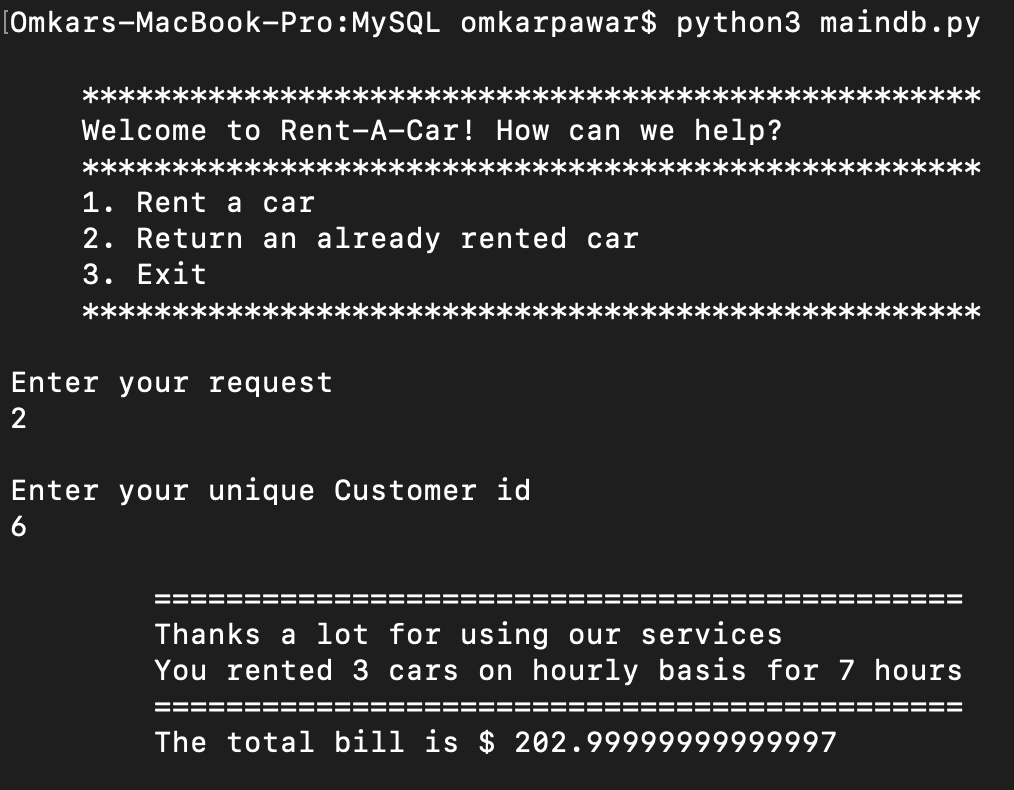 [Omkars-MacBook-Pro:MySQL omkarpawar$ python3 maindb.py
**************************************************
Welcome to Rent-A-Car! How can we help?
**************************************************
1. Rent a car
2. Return an already rented car
3. Exit
**************************************************
Enter your request
2
Enter your unique Customer id
6
=============================================
Thanks a lot for using our services
You rented 3 cars on hourly basis for 7 hours
=============================================
The total bill is $ 202.99999999999997